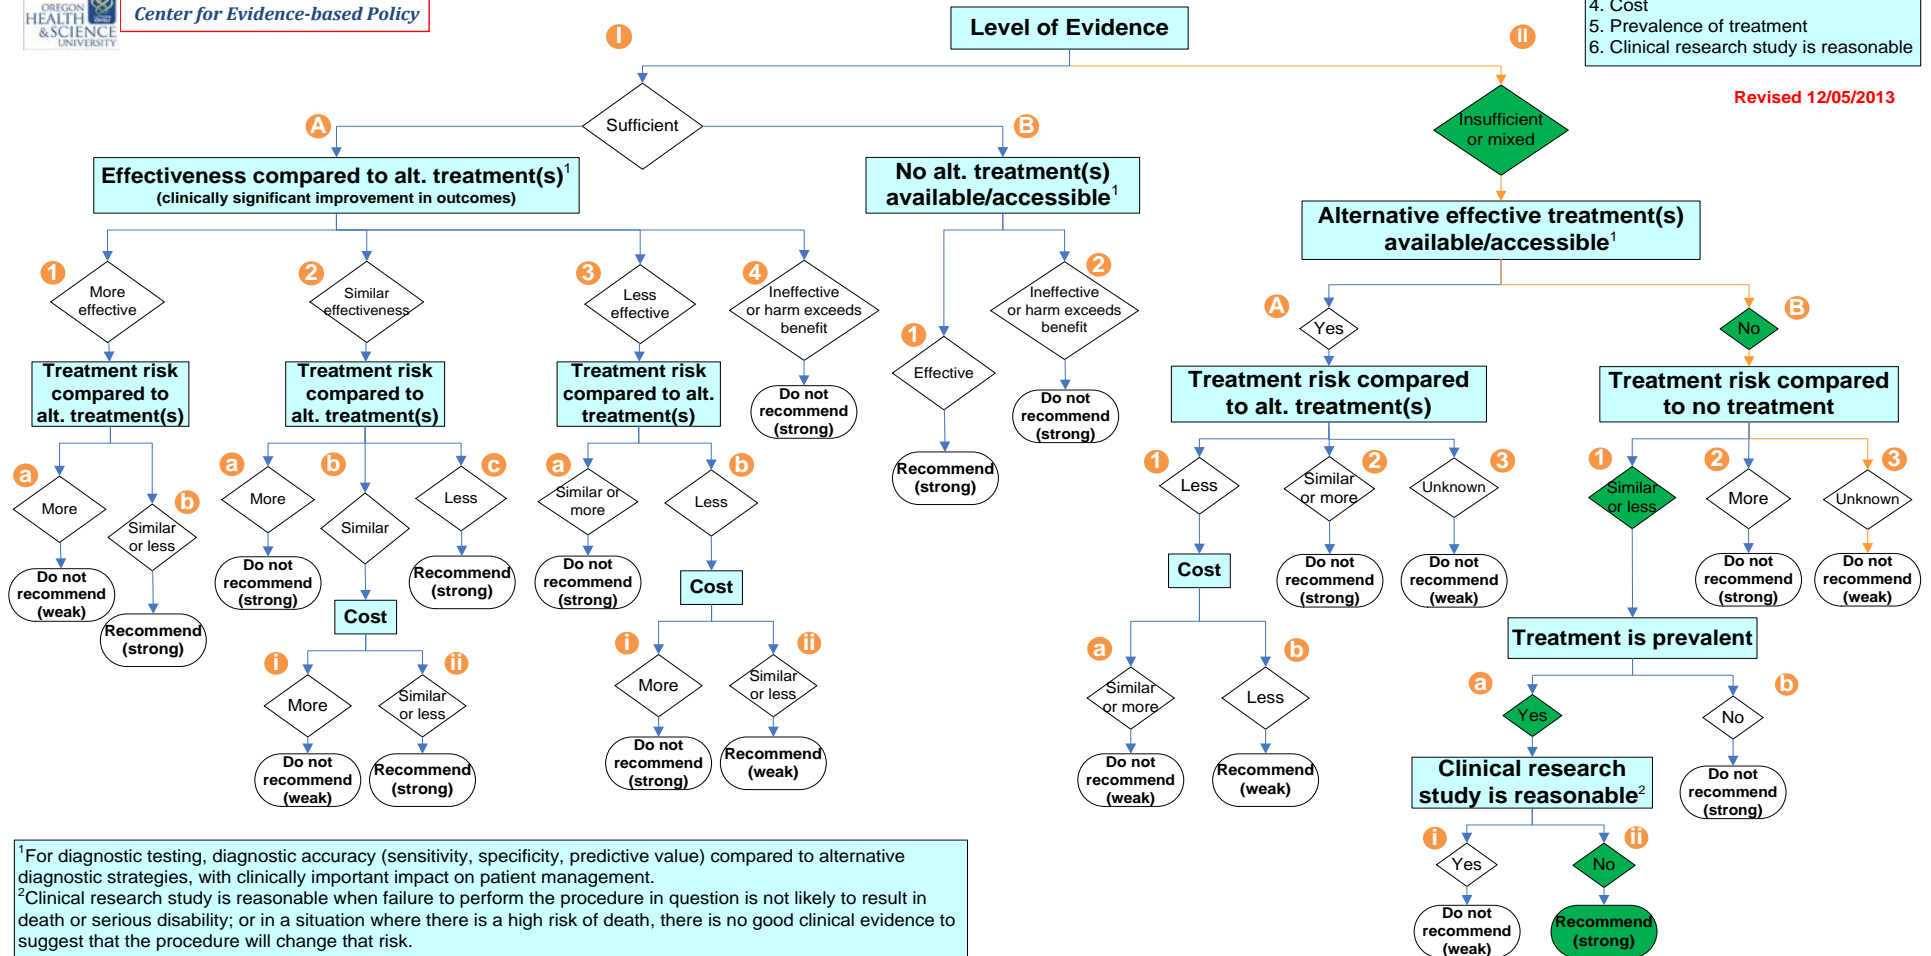 OREGON
HEALTH
&SCIENCE
UNIVERSITY
Center for Evidence-based Policy
4. Cost
5. Prevalence of treatment
6. Clinical research study is reasonable
Revised 12/05/2013
Level of Evidence
I
II
Sufficient
Insufficient
or mixed
A
B
Effectiveness compared to alt. treatment(s)1
(clinically significant improvement in outcomes)
No alt. treatment(s)
available/accessible1
Alternative effective treatment(s)
available/accessible1
1
More
effective
2
Similar
effectiveness
3
Less
effective
4
Ineffective
or harm exceeds
benefit
1
Effective
2
Ineffective
or harm exceeds
benefit
A
Yes
No
B
Treatment risk
compared to
alt. treatment(s)
Treatment risk
compared to
alt. treatment(s)
Treatment risk
compared to alt.
treatment(s)
Do not
recommend
(strong)
Recommend
(strong)
Do not
recommend
(strong)
Treatment risk compared
to alt. treatment(s)
Treatment risk compared
to no treatment
a
More
b
Similar
or less
a
More
b
Similar
c
Less
a
Similar or
more
b
Less
1
Less
Similar
or more
2
Unknown
3
1
Similar
or less
2
More
Unknown
3
Do not
recommend
(weak)
Recommend
(strong)
Do not
recommend
(strong)
Recommend
(strong)
Do not
recommend
(strong)
Cost
Cost
Cost
Do not
recommend
(strong)
Do not
recommend
(weak)
Do not
recommend
(strong)
Do not
recommend
(weak)
Treatment is prevalent
i
More
ii
Similar
or less
i
More
ii
Similar
or less
a
Similar
or more
b
Less
a
Yes
b
No
Do not
recommend
(weak)
Recommend
(strong)
Do not
recommend
(strong)
Recommend
(weak)
Do not
recommend
(weak)
Recommend
(weak)
Clinical research
study is reasonable2
Do not
recommend
(strong)
i
Yes
No
ii
Do not
recommend
(weak)
Recommend
(strong)
1For diagnostic testing, diagnostic accuracy (sensitivity, specificity, predictive value) compared to alternative
diagnostic strategies, with clinically important impact on patient management.
2Clinical research study is reasonable when failure to perform the procedure in question is not likely to result in
death or serious disability; or in a situation where there is a high risk of death, there is no good clinical evidence to
suggest that the procedure will change that risk.